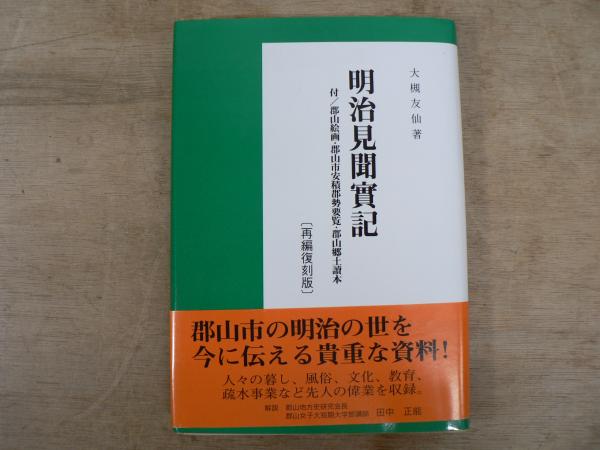 大槻友仙著
明治見聞實記
付／郡山絵画・郡山市安積郡勢要覧・郡山郷土讀本
〔再編復刻版〕
郡山市の明治の世を
今に伝える貴重な資料！
人々の暮し、風俗、文化、教育、
疏水事業など先人の偉業を収録。
解説 郡山地方史研究会長
郡山女子大短期大学部講師 田中 正能